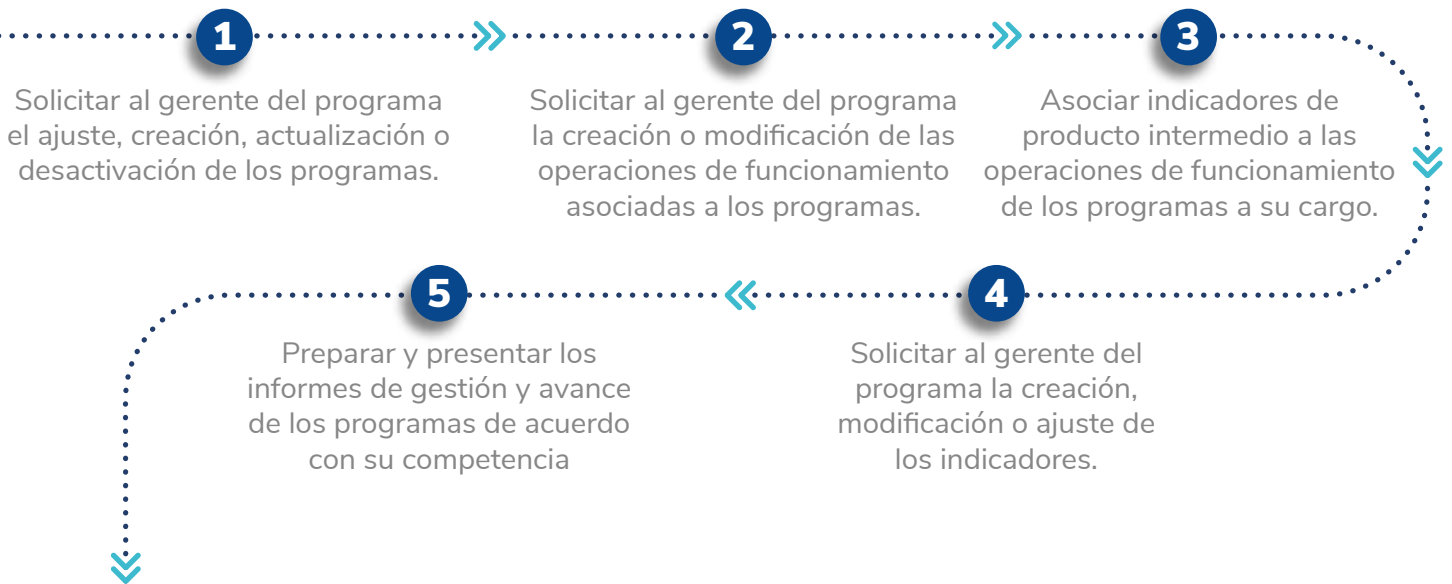 1
Solicitar al gerente del programa
el ajuste, creación, actualización o
desactivación de los programas.
2
Solicitar al gerente del programa
la creación o modificación de las
operaciones de funcionamiento
asociadas a los programas.
3
Asociar indicadores de
producto intermedio a las
operaciones de funcionamiento
de los programas a su cargo.
4
Solicitar al gerente del
programa la creación,
modificación o ajuste de
los indicadores.
5
Preparar y presentar los
informes de gestión y avance
de los programas de acuerdo
con su competencia